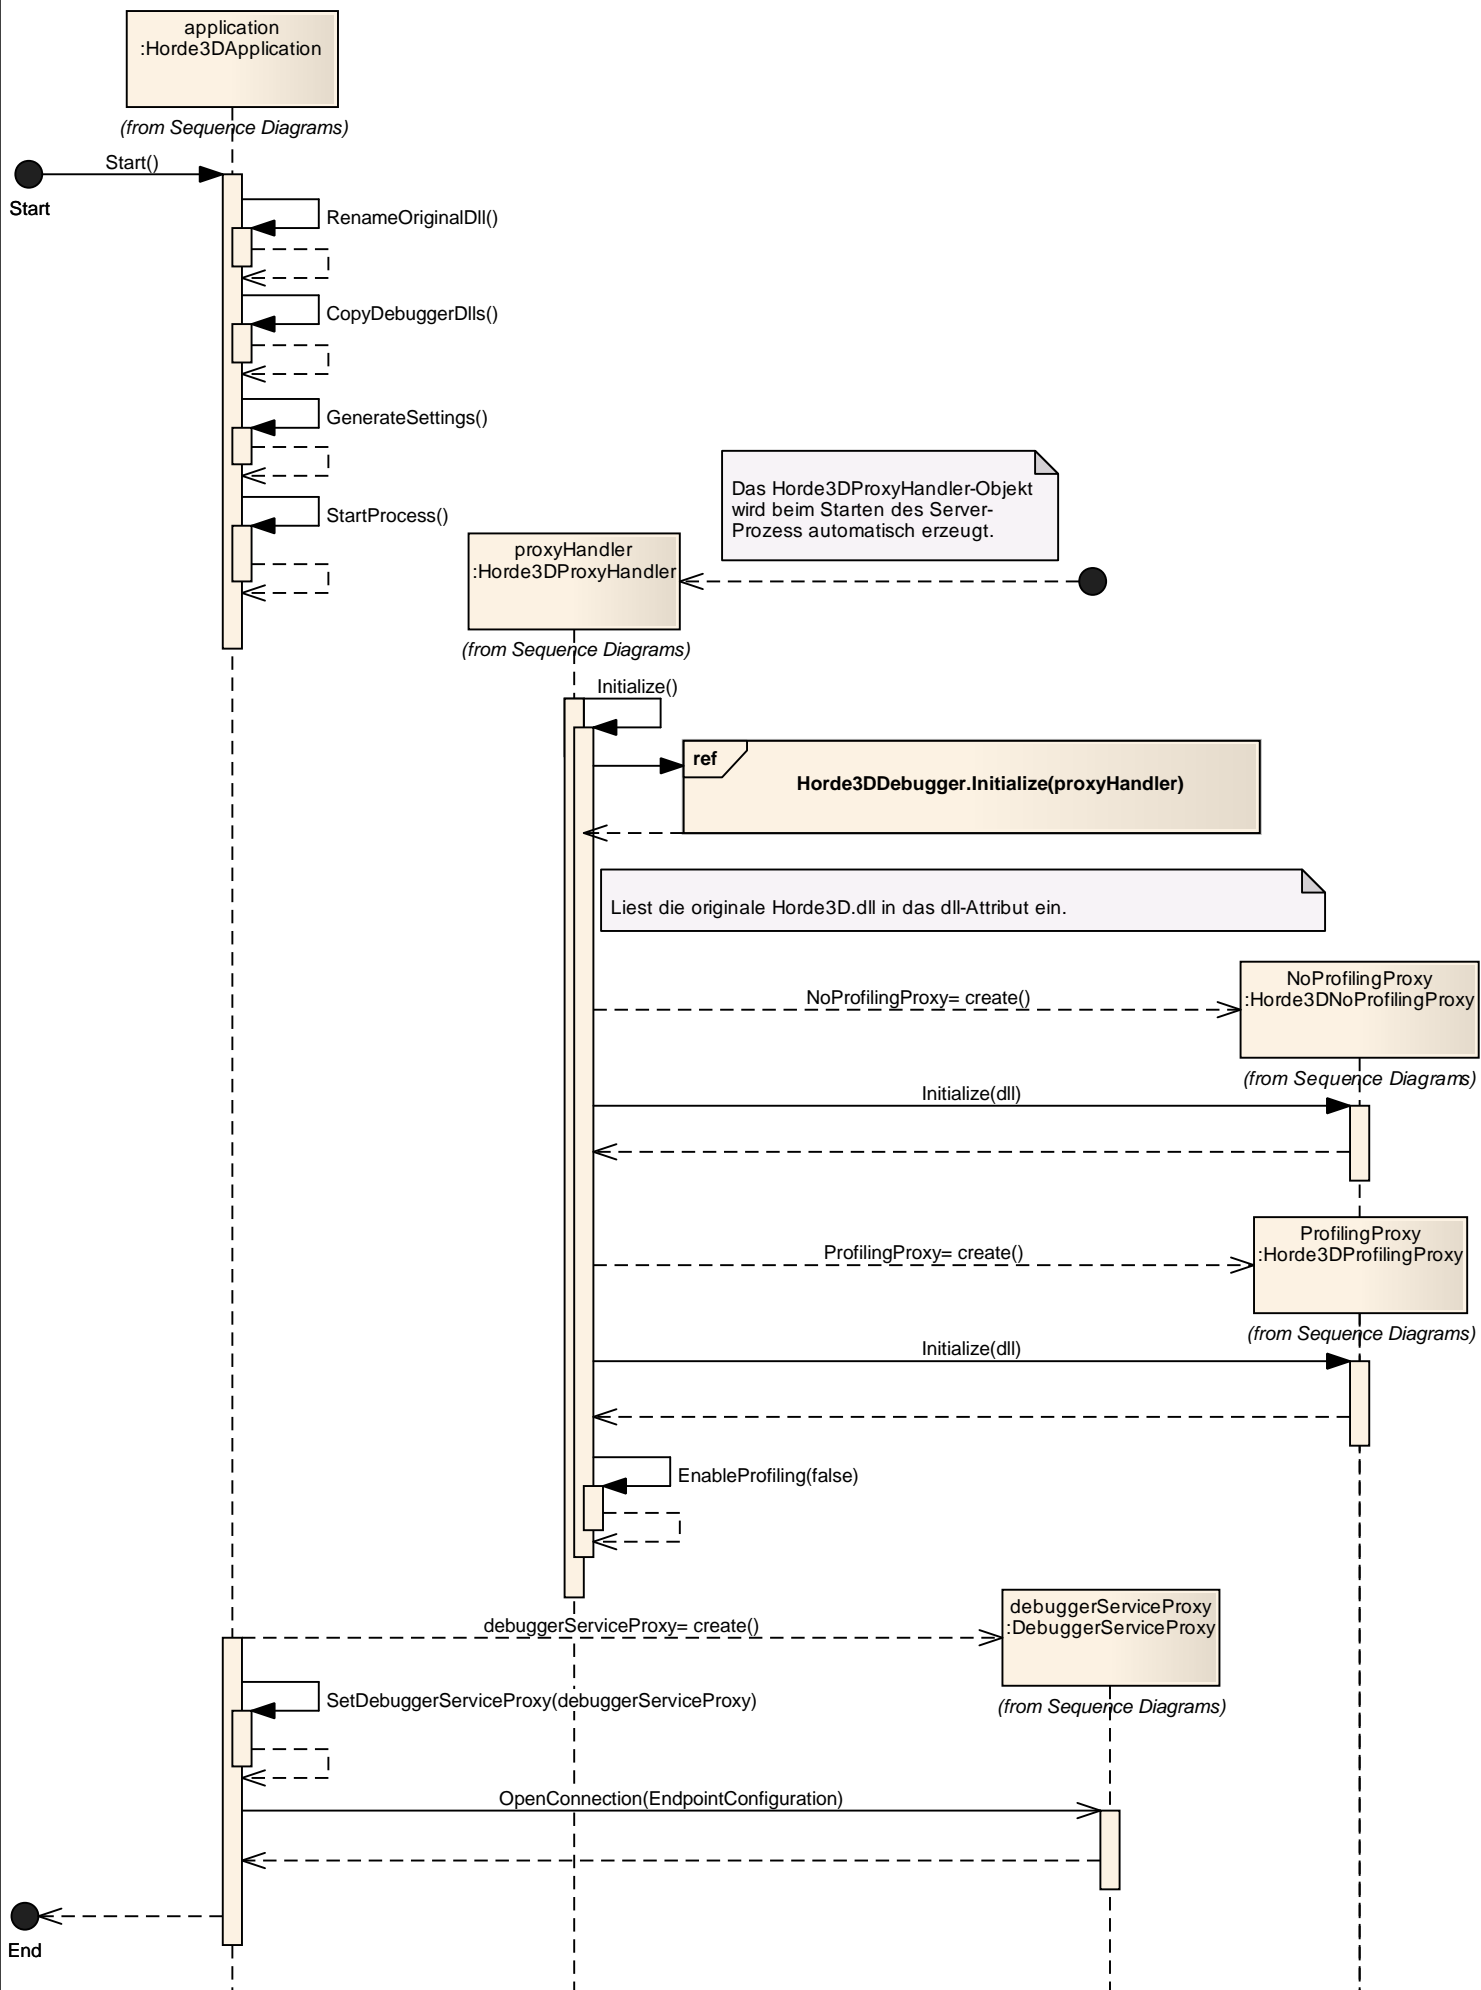 application
:Horde3DApplication
(from Sequence Diagrams)
Start()
Start
RenameOriginalDll()
CopyDebuggerDlls()
GenerateSettings()
StartProcess()
Das Horde3DProxyHandler-Objekt
wird beim Starten des Server-
Prozess automatisch erzeugt.
proxyHandler
:Horde3DProxyHandler
(from Sequence Diagrams)
Initialize()
ref
Horde3DDebugger.Initialize(proxyHandler)
Liest die originale Horde3D.dll in das dll-Attribut ein.
NoProfilingProxy
:Horde3DNoProfilingProxy
(from Sequence Diagrams)
NoProfilingProxy= create()
Initialize(dll)
ProfilingProxy
:Horde3DProfilingProxy
(from Sequence Diagrams)
ProfilingProxy= create()
Initialize(dll)
EnableProfiling(false)
debuggerServiceProxy
:DebuggerServiceProxy
(from Sequence Diagrams)
debuggerServiceProxy= create()
SetDebuggerServiceProxy(debuggerServiceProxy)
OpenConnection(EndpointConfiguration)
End